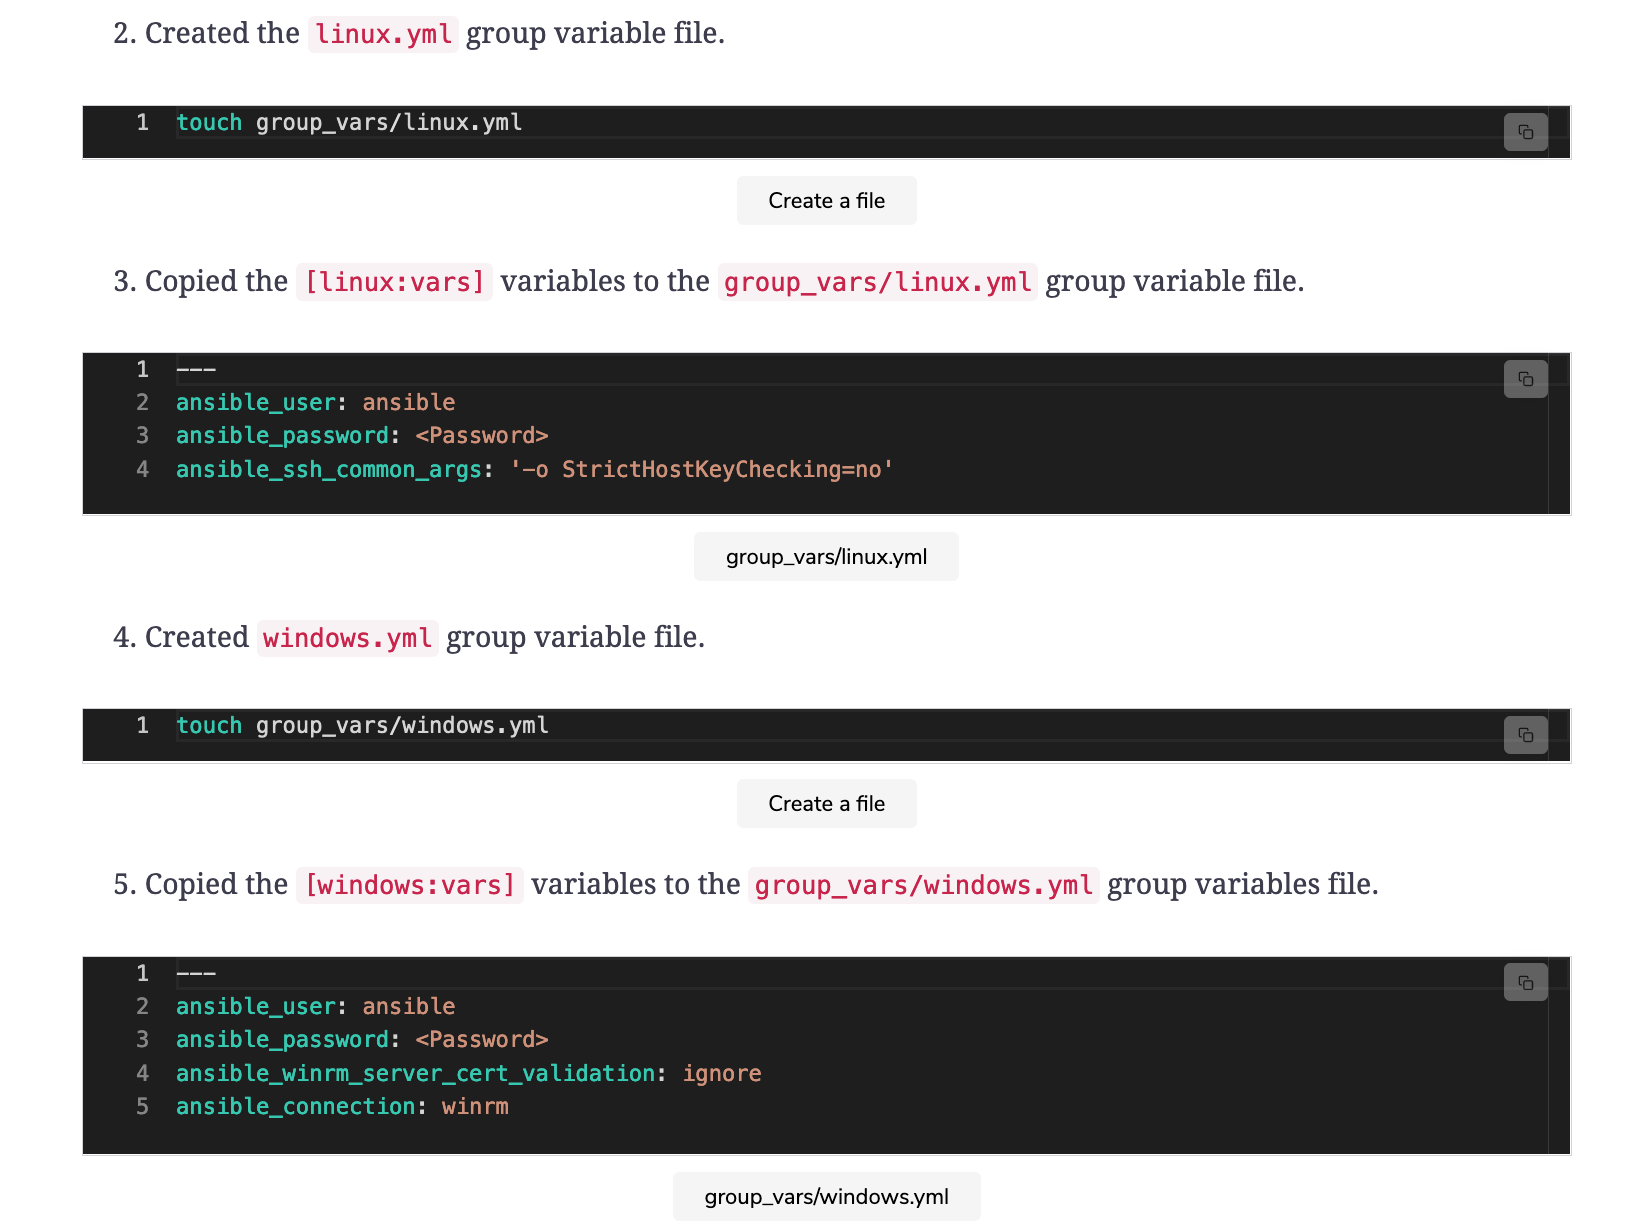 2. Created the linux.yml group variable file.
1 touch group_vars/linux.yml
Create a file
3. Copied the [linux:vars] variables to the group_vars/linux.yml group variable file.
1 ---
2 ansible_user: ansible
3 ansible_password: <Password>
4 ansible_ssh_common_args: '-o StrictHostKeyChecking=no'
group_vars/linux.yml
4. Created windows.yml group variable file.
1 touch group_vars/windows.yml
Create a file
5. Copied the [windows:vars] variables to the group_vars/windows.yml group variables file.
1 ---
2 ansible_user: ansible
3 ansible_password: <Password>
4 ansible_winrm_server_cert_validation: ignore
5 ansible_connection: winrm
group_vars/windows.yml